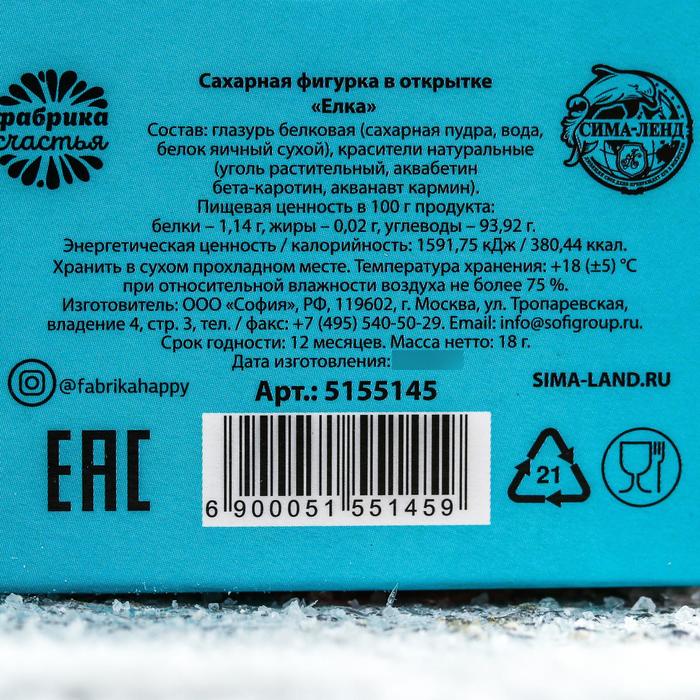 фабрика
счастья
Сахарная фигурка в открытке
«Елка»
СИМА-ЛЕНД
Состав: глазурь белковая (сахарная пудра, вода,
белок яичный сухой), красители натуральные
(уголь растительный, аквабетин
бета-каротин, акванавт кармин).
Пищевая ценность в 100 г продукта:
белки – 1,14 г, жиры – 0,02 г, углеводы – 93,92 г.
Энергетическая ценность / калорийность: 1591,75 кДж / 380,44 ккал.
Хранить в сухом прохладном месте. Температура хранения: +18 (±5) °С
при относительной влажности воздуха не более 75 %.
Изготовитель: ООО «София», РФ, 119602, г. Москва, ул. Тропаревская,
владение 4, стр. 3, тел. / факс: +7 (495) 540-50-29. Email: info@sofigroup.ru.
Срок годности: 12 месяцев. Масса нетто: 18 г.
Дата изготовления:
@fabrikahappy
Арт.: 5155145
SIMA-LAND.RU
EAC
6 900051 551459
21